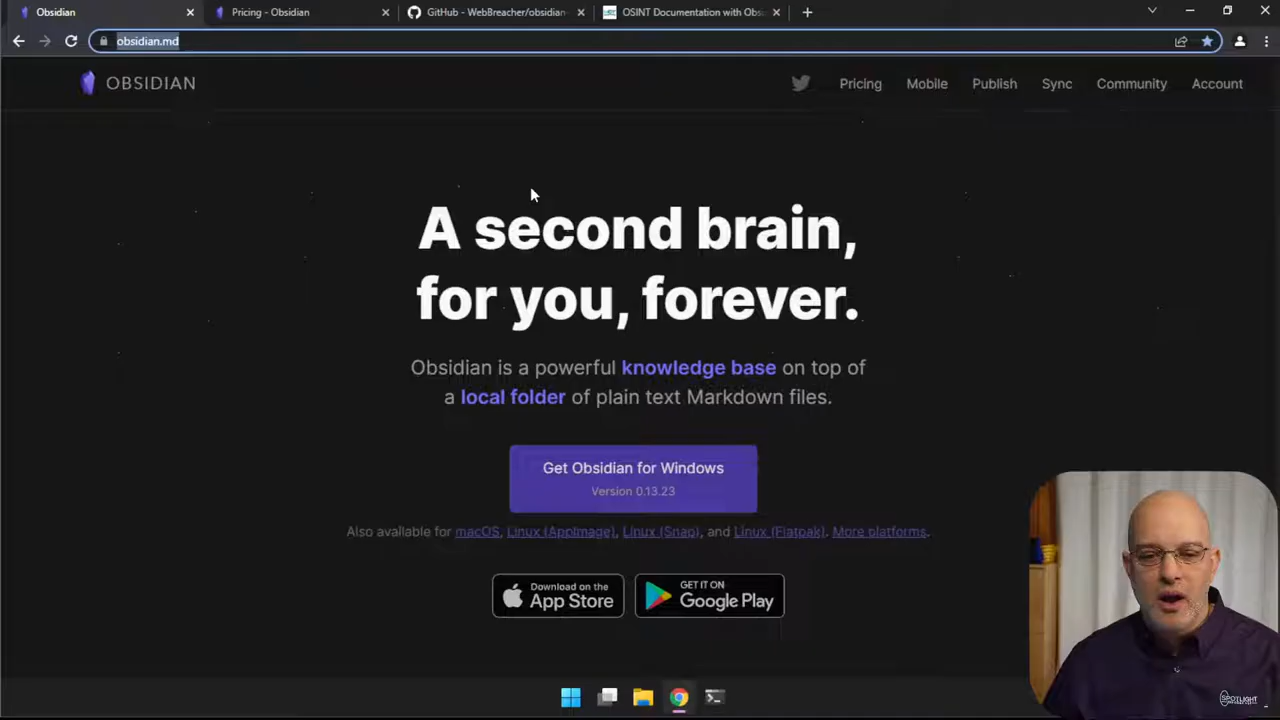 Obsidian
Pricing - Obsidian
GitHub - WebBreacher/obsidian-
OSINT Documentation with Obs
obsidian.md
OBSIDIAN
Pricing
Mobile
Publish
Sync
Community
Account
A second brain,
for you, forever.
Obsidian is a powerful knowledge base on top of
a local folder of plain text Markdown files.
Get Obsidian for Windows
Version 0.13.23
Also available for macOS, Linux (AppImage), Linux (Snap), and Linux (Flatpak). More platforms.
Download on the
App Store
GET IT ON
Google Play
SPOTLIGHT